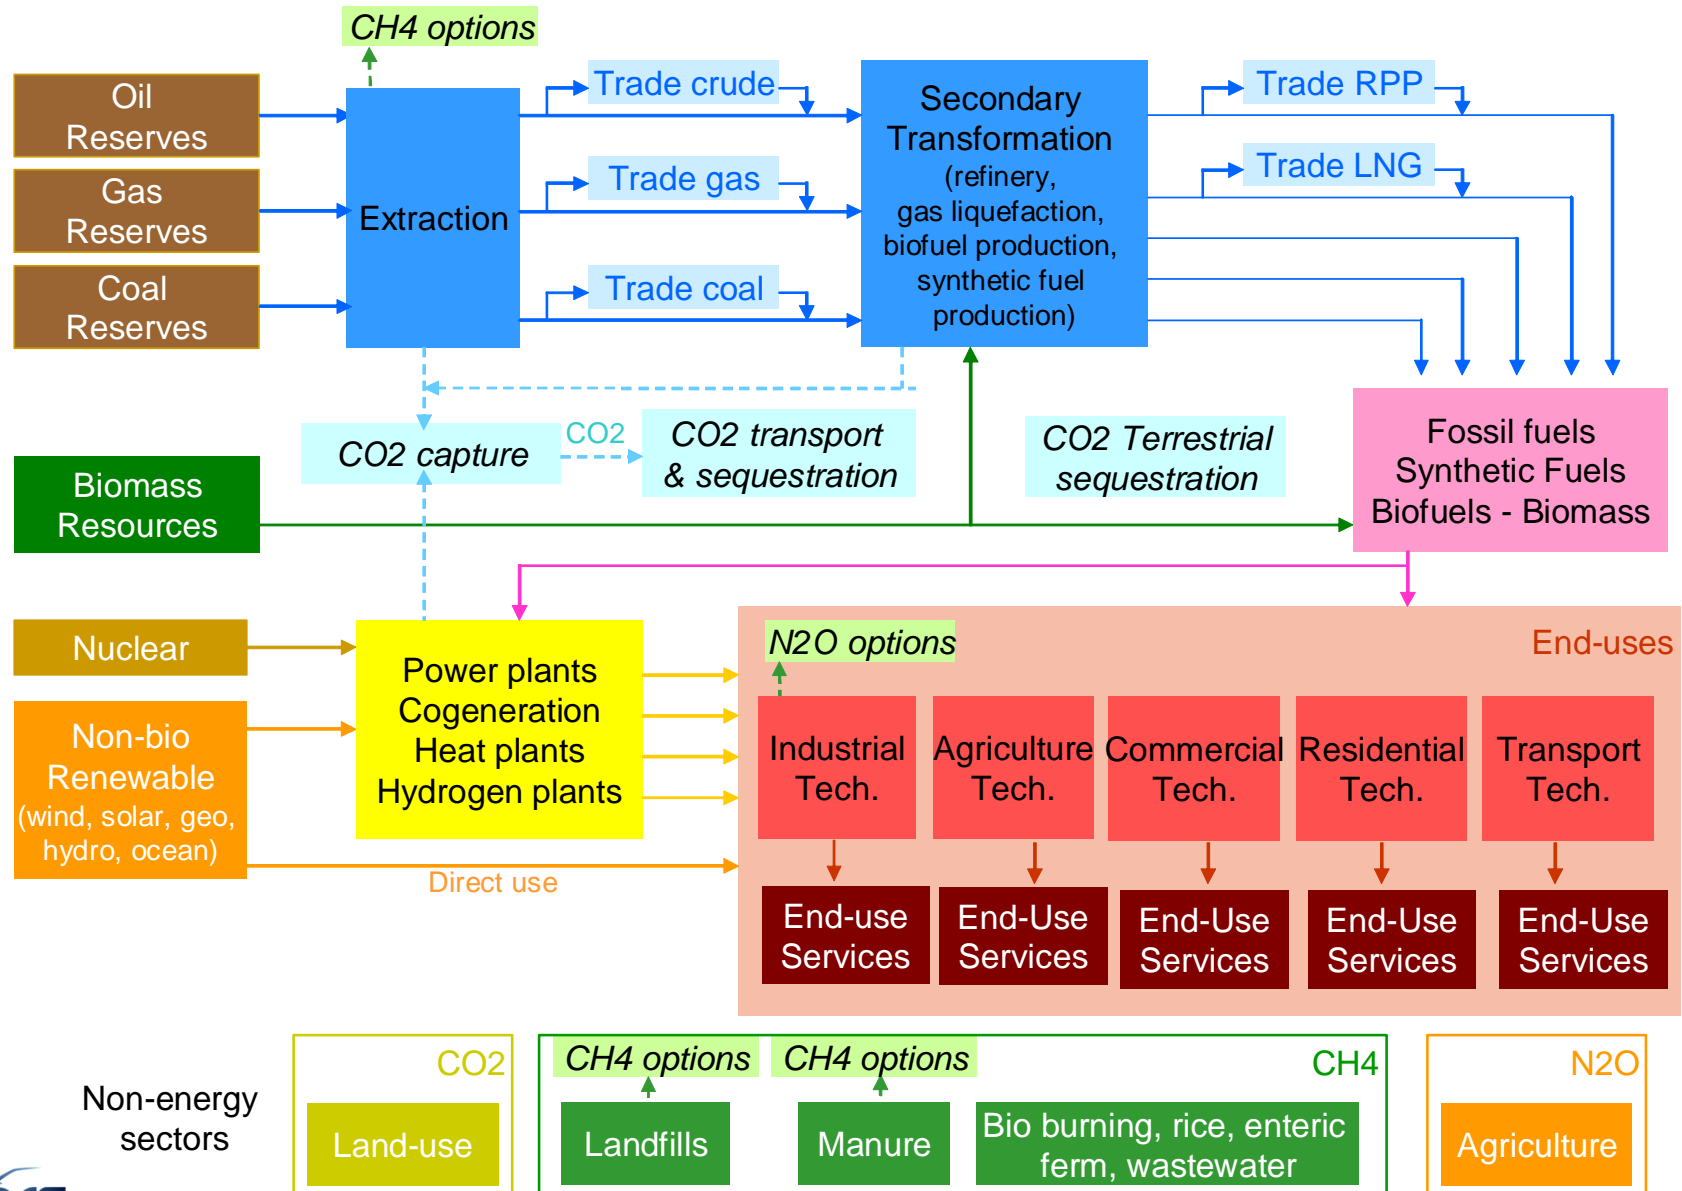 CH4 options
Oil
Reserves
Gas
Reserves
Coal
Reserves
Extraction
Trade crude
Trade gas
Trade coal
Secondary
Transformation
(refinery,
gas liquefaction,
biofuel production,
synthetic fuel
production)
Trade RPP
Trade LNG
CO2 capture
CO2
CO2 transport
& sequestration
CO2 Terrestrial
sequestration
Fossil fuels
Synthetic Fuels
Biofuels - Biomass
Biomass
Resources
Nuclear
Non-bio
Renewable
(wind, solar, geo,
hydro, ocean)
Power plants
Cogeneration
Heat plants
Hydrogen plants
Direct use
N2O options
End-uses
Industrial
Tech.
Agriculture
Tech.
Commercial
Tech.
Residential
Tech.
Transport
Tech.
End-use
Services
End-Use
Services
End-Use
Services
End-Use
Services
End-Use
Services
Non-energy
sectors
CO2
Land-use
CH4 options
CH4 options
CH4
Landfills
Manure
Bio burning, rice, enteric
ferm, wastewater
N2O
Agriculture